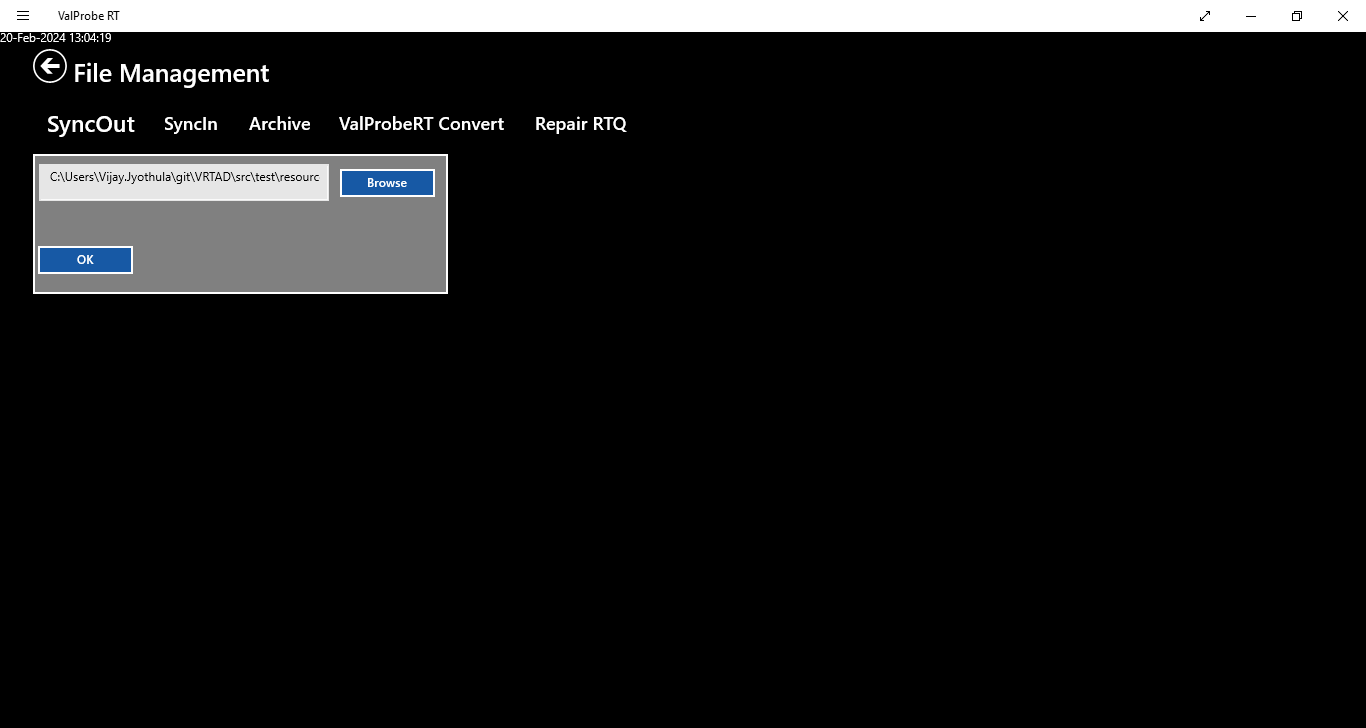 ValProbe RT
20-Feb-2024 13:04:19
File Management
SyncOut SyncIn Archive ValProbeRT Convert Repair RTQ
C:\Users\Vijay.Jyothula\git\VRTAD\src\test\resourc Browse
OK